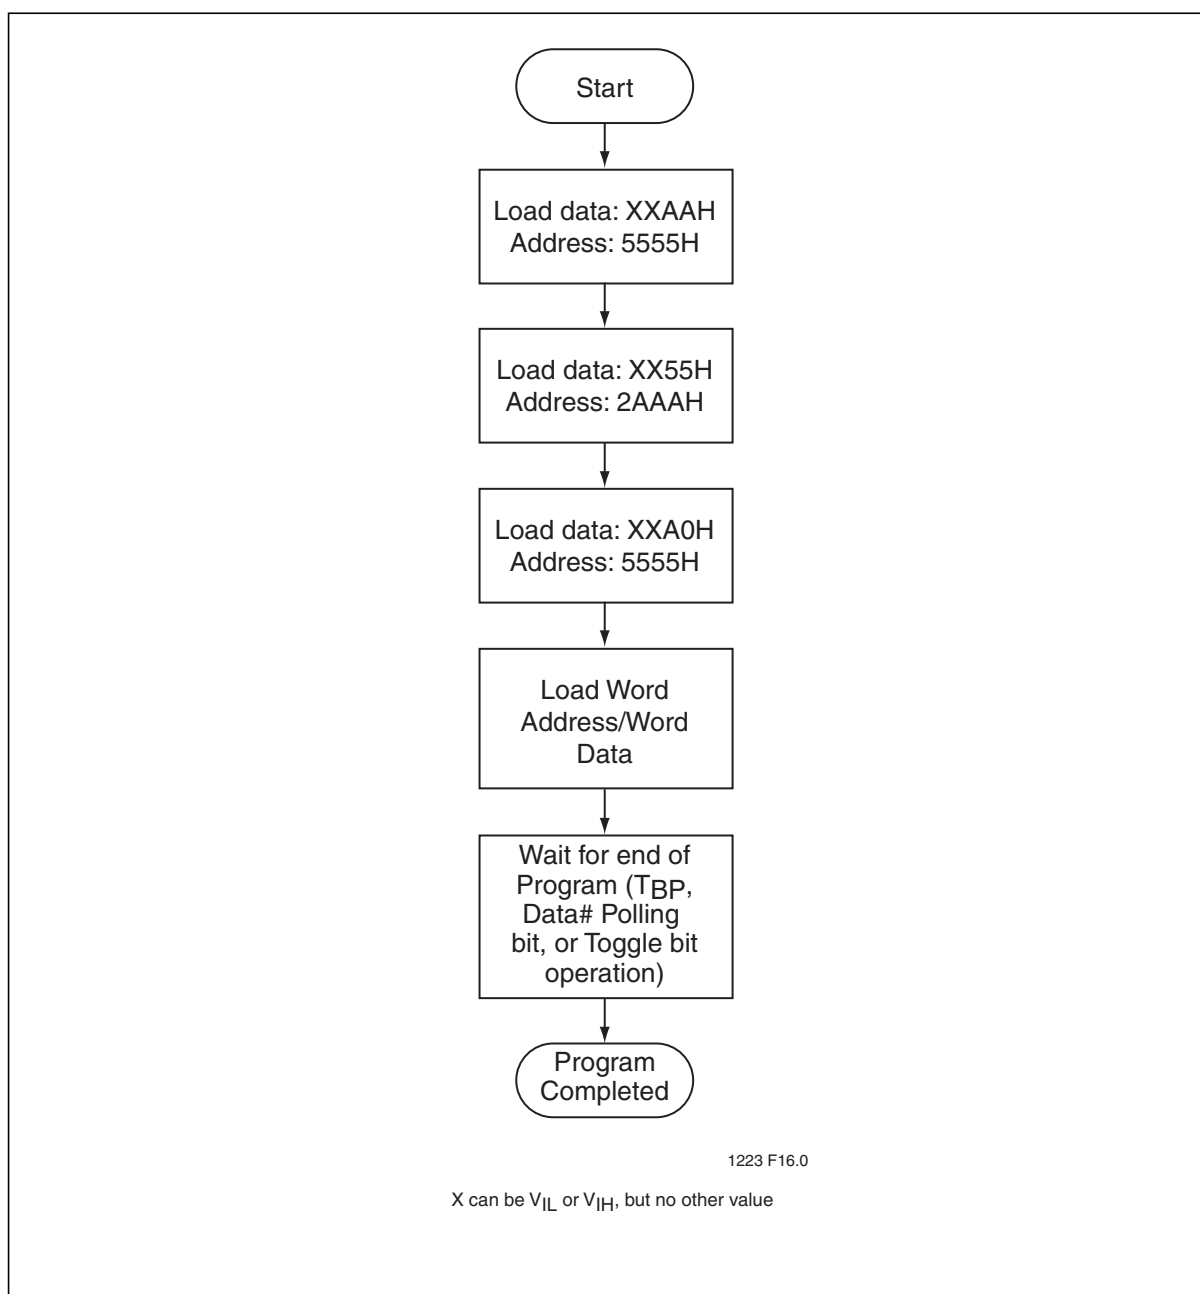 Start
Load data: XXAAH
Address: 5555H
Load data: XX55H
Address: 2AAAH
Load data: XXA0H
Address: 5555H
Load Word
Address/Word
Data
Wait for end of
Program (TBP,
Data# Polling
bit, or Toggle bit
operation)
Program
Completed
1223 F16.0
X can be VIL or VIH, but no other value